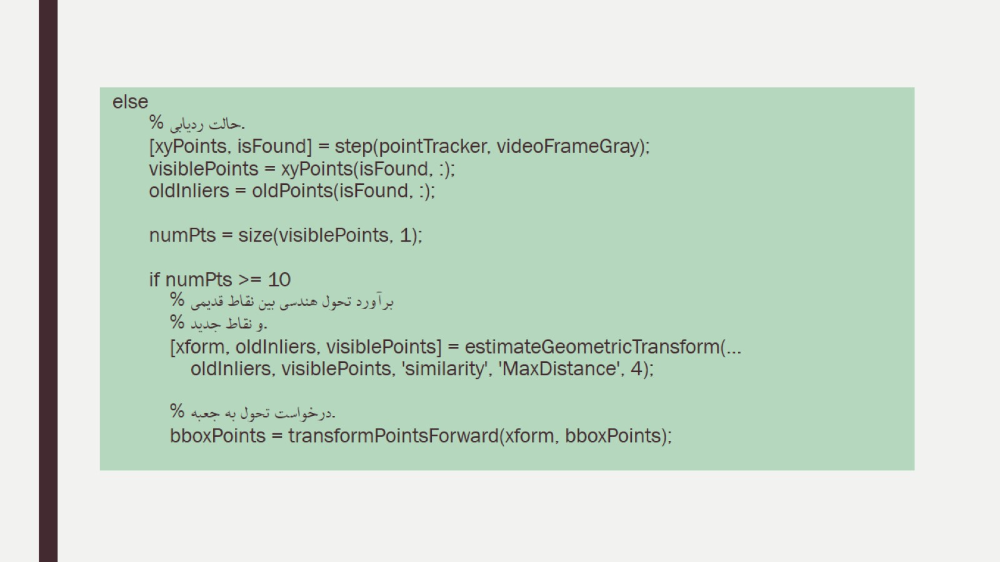 else
% حالت ردیابی.
[xyPoints, isFound] = step(pointTracker, videoFrameGray);
visiblePoints = xyPoints(isFound, :);
oldInliers = oldPoints(isFound, :);
numPts = size(visiblePoints, 1);
if numPts >= 10
% برآورد تحول هندسی بین نقاط قدیمی
% و نقاط جدید.
[xform, oldInliers, visiblePoints] = estimateGeometricTransform(...
oldInliers, visiblePoints, 'similarity', 'MaxDistance', 4);
% درخواست تحول به جعبه.
bboxPoints = transformPointsForward(xform, bboxPoints);